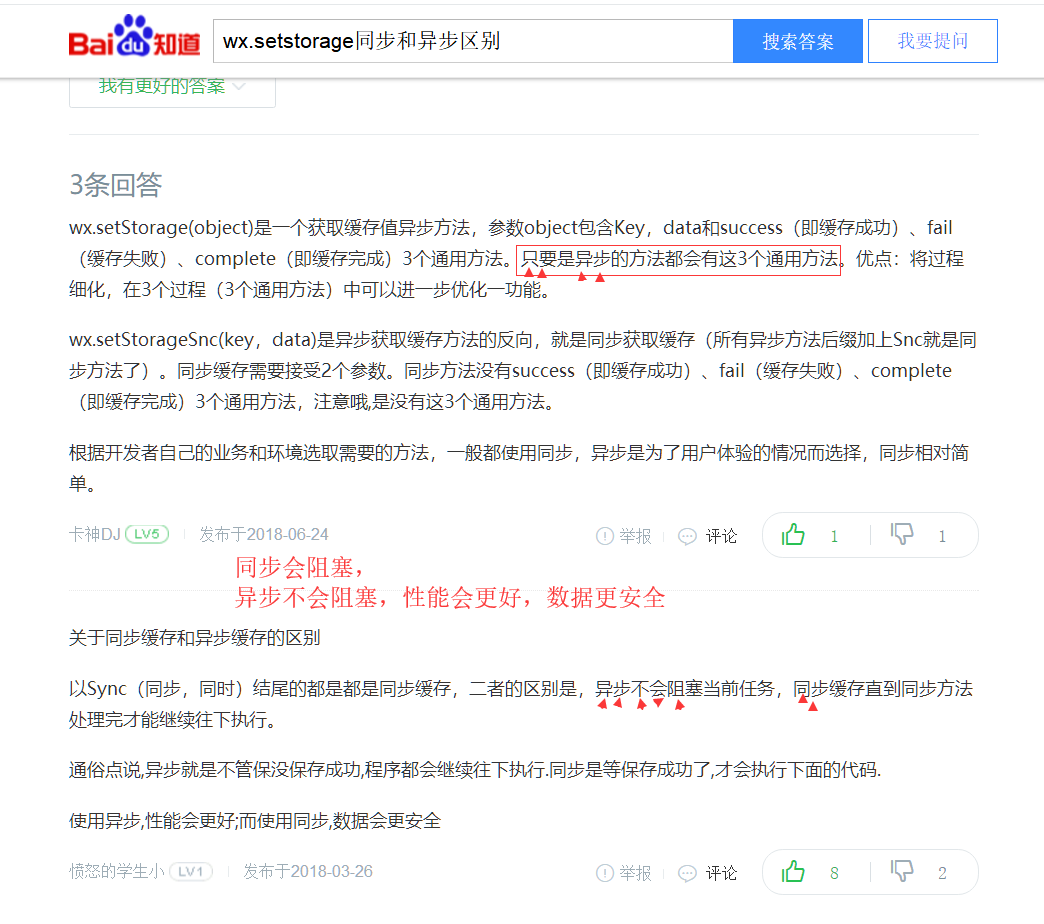 Bai du 知道
wx.setstorage同步和异步区别
搜索答案
我要提问
我有更好的答案
3条回答
wx.setStorage(object)是一个获取缓存值异步方法，参数object包含Key，data和success（即缓存成功）、fail
（缓存失败）、complete（即缓存完成）3个通用方法。只要是异步的方法都会有这3个通用方法。优点：将过程
细化，在3个过程（3个通用方法）中可以进一步优化一功能。
wx.setStorageSnc(key，data)是异步获取缓存方法的反向，就是同步获取缓存（所有异步方法后缀加上Snc就是同
步方法了）。同步缓存需要接受2个参数。同步方法没有success（即缓存成功）、fail（缓存失败）、complete
（即缓存完成）3个通用方法，注意哦,是没有这3个通用方法。
根据开发者自己的业务和环境选取需要的方法，一般都使用同步，异步是为了用户体验的情况而选择，同步相对简
单。
卡神DJ LV5 发布于2018-06-24 举报 评论 1 1
同步会阻塞，
异步不会阻塞，性能会更好，数据更安全
关于同步缓存和异步缓存的区别
以Sync（同步，同时）结尾的都是都是同步缓存，二者的区别是，异步不会阻塞当前任务，同步缓存直到同步方法
处理完才能继续往下执行。
通俗点说,异步就是不管保没保存成功,程序都会继续往下执行.同步是等保存成功了,才会执行下面的代码.
使用异步,性能会更好;而使用同步,数据会更安全
愤怒的学生小 LV1 发布于2018-03-26 举报 评论 8 2